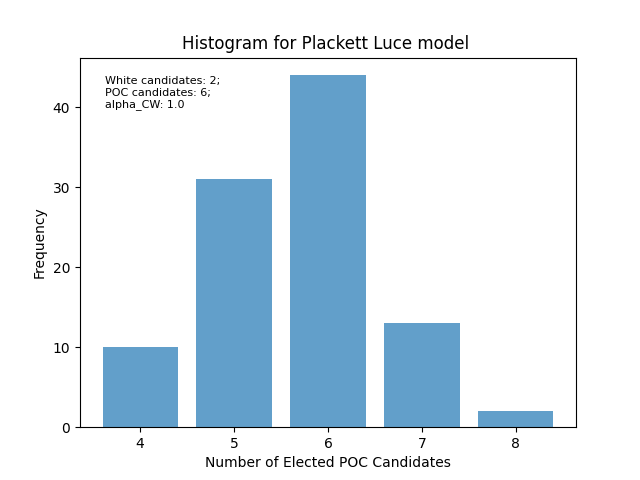 Histogram for Plackett Luce model
White candidates: 2;
POC candidates: 6;
alpha_CW: 1.0
Frequency
40
30
20
10
0
4 5 6 7 8
Number of Elected POC Candidates